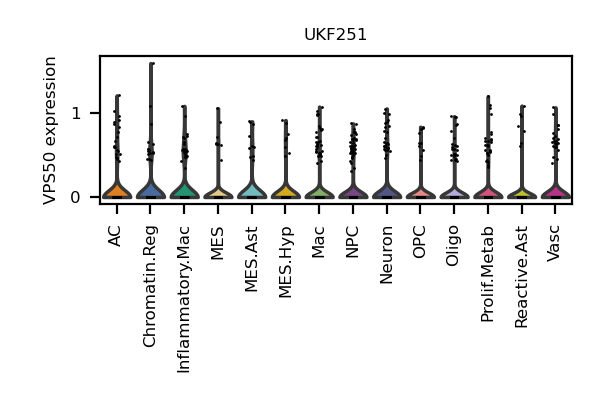 UKF251
VPS50 expression
1
0
AC
Chromatin.Reg
Inflammatory.Mac
MES
MES.Ast
MES.Hyp
Mac
NPC
Neuron
OPC
Oligo
Prolif.Metab
Reactive.Ast
Vasc